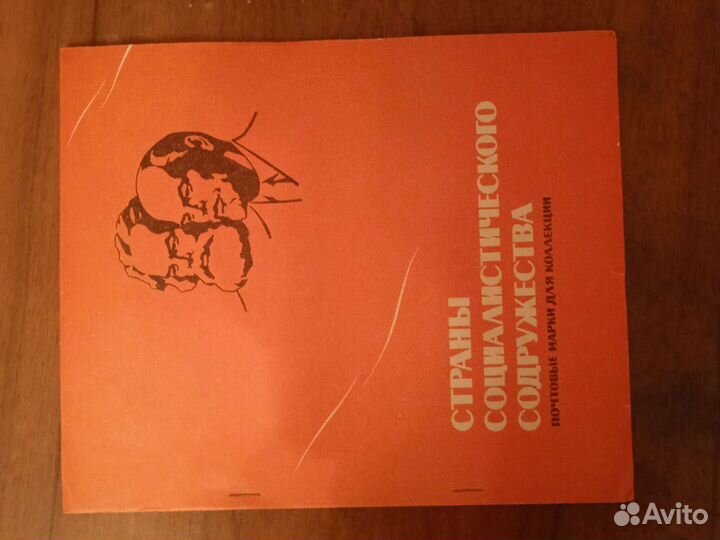 СТРАНЫ
СОЦИАЛИСТИЧЕСКОГО
СОДРУЖЕСТВА
ПОЧТОВЫЕ МАРКИ ДЛЯ КОЛЛЕКЦИИ
Avito